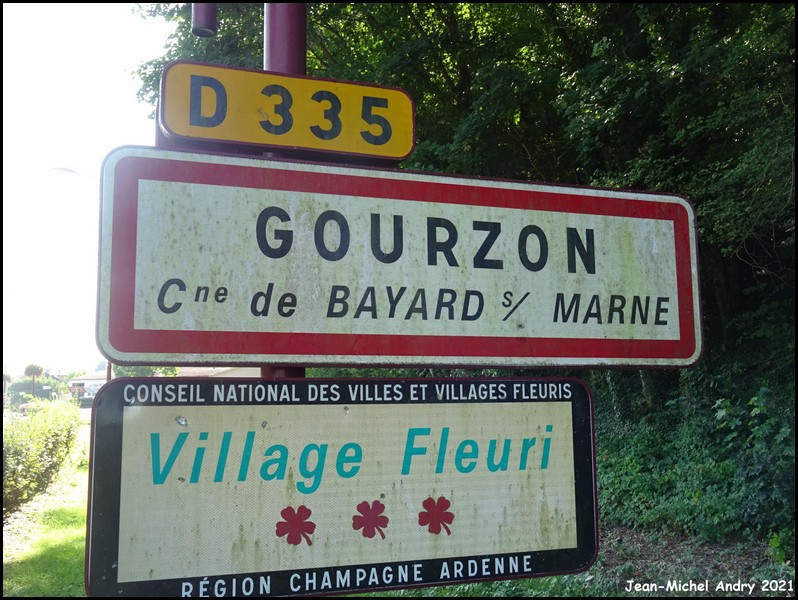 D 335
GOURZON
Cne de BAYARD s/ MARNE
CONSEIL NATIONAL DES VILLES ET VILLAGES FLEURIS
Village Fleuri
RÉGION CHAMPAGNE ARDENNE
Jean-Michel Andry 2021